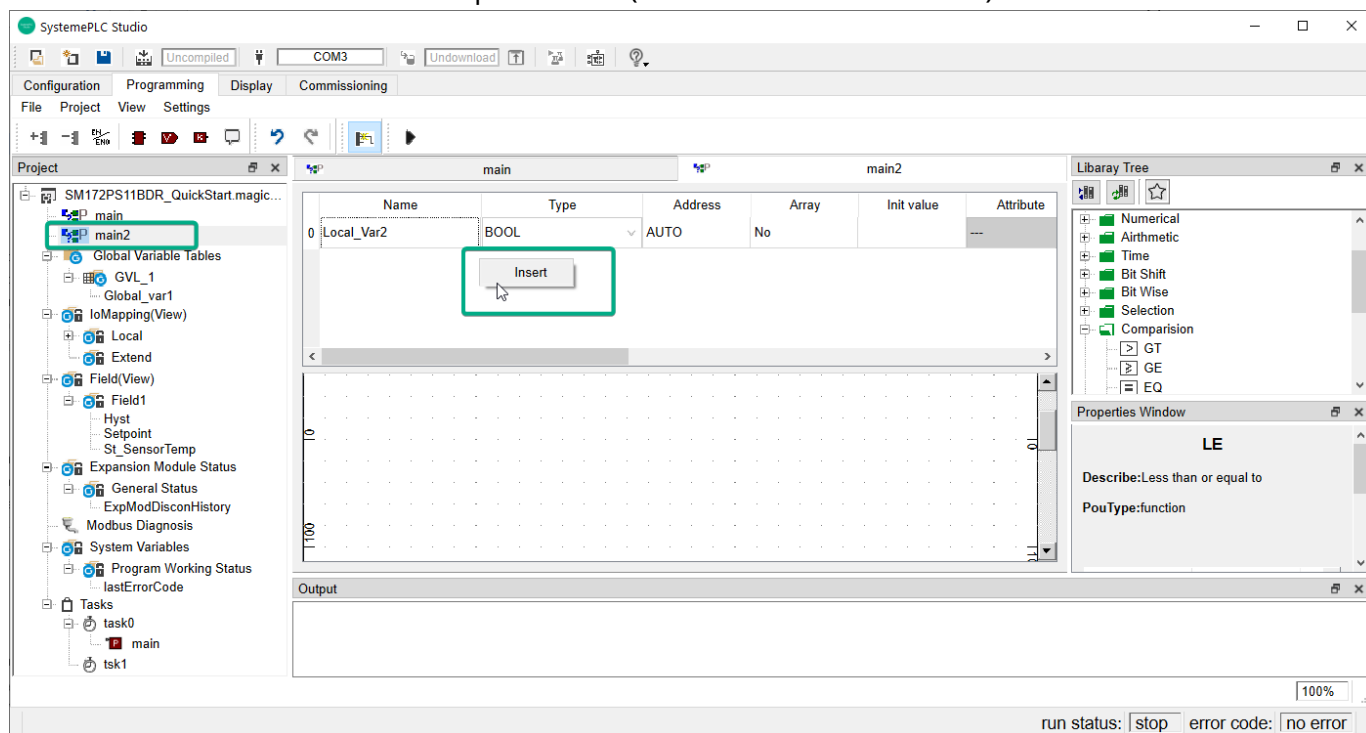 SystemePLC Studio
Uncompiled COM3 Undownload
Configuration Programming Display Commissioning
File Project View Settings
EN
ENO
Project
SM172PS11BDR_QuickStart.magic...
main
main2
Global Variable Tables
GVL_1
Global_var1
IoMapping(View)
Local
Extend
Field(View)
Field1
Hyst
Setpoint
St_SensorTemp
Expansion Module Status
General Status
ExpModDisconHistory
Modbus Diagnosis
System Variables
Program Working Status
lastErrorCode
Tasks
task0
main
tsk1
main main2
Name Type Address Array Init value Attribute
0 Local_Var2 BOOL AUTO No ---
Insert
0
100
Output
Libaray Tree
Numerical
Airthmetic
Time
Bit Shift
Bit Wise
Selection
Comparision
> GT
GE
= EQ
Properties Window
LE
Describe:Less than or equal to
PouType:function
100%
run status: stop error code: no error